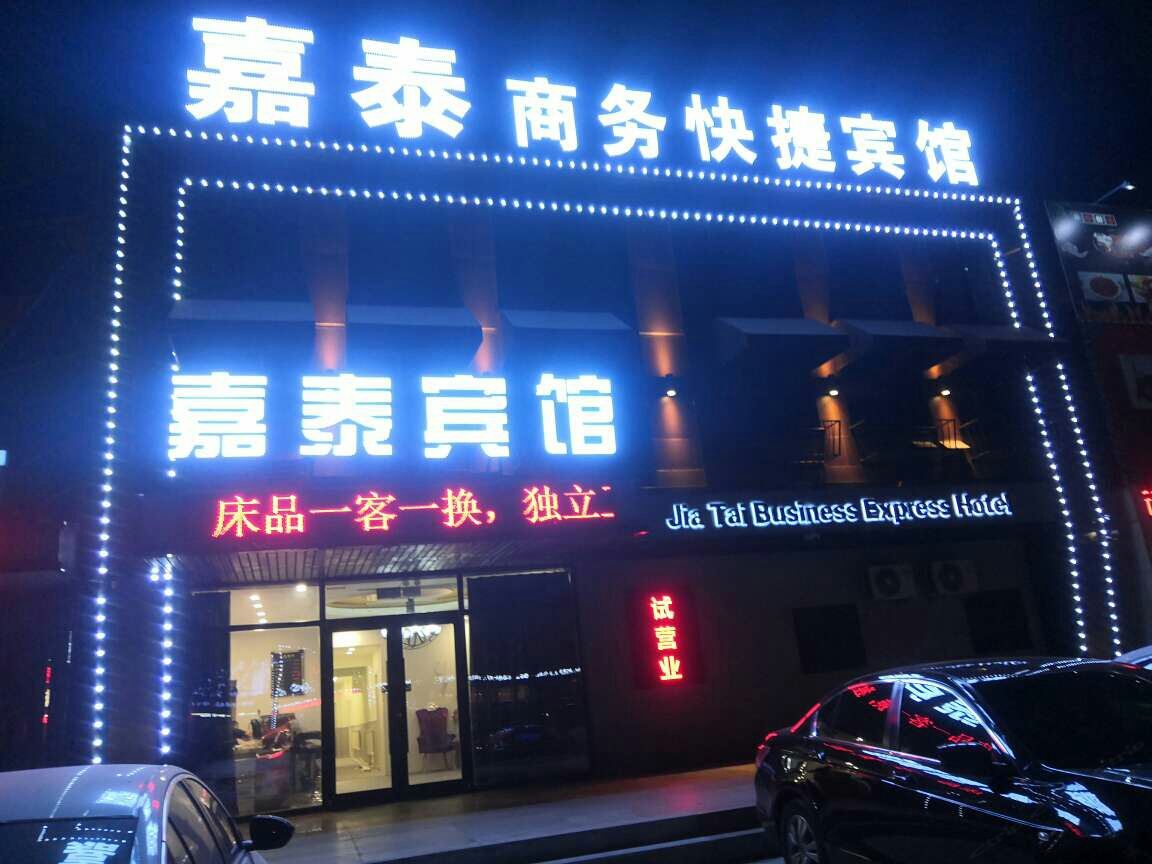 嘉泰商务快捷宾馆
嘉泰宾馆
床品一客一换，独立
Jia Tai Business Express Hotel
试营业